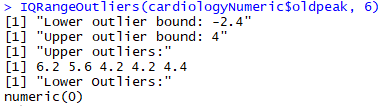 > IQRangeOutliers(cardiologyNumeric$oldpeak, 6)
[1] "Lower outlier bound: -2.4"
[1] "Upper outlier bound: 4"
[1] "Upper outliers:"
[1] 6.2 5.6 4.2 4.2 4.4
[1] "Lower Outliers:"
numeric(0)